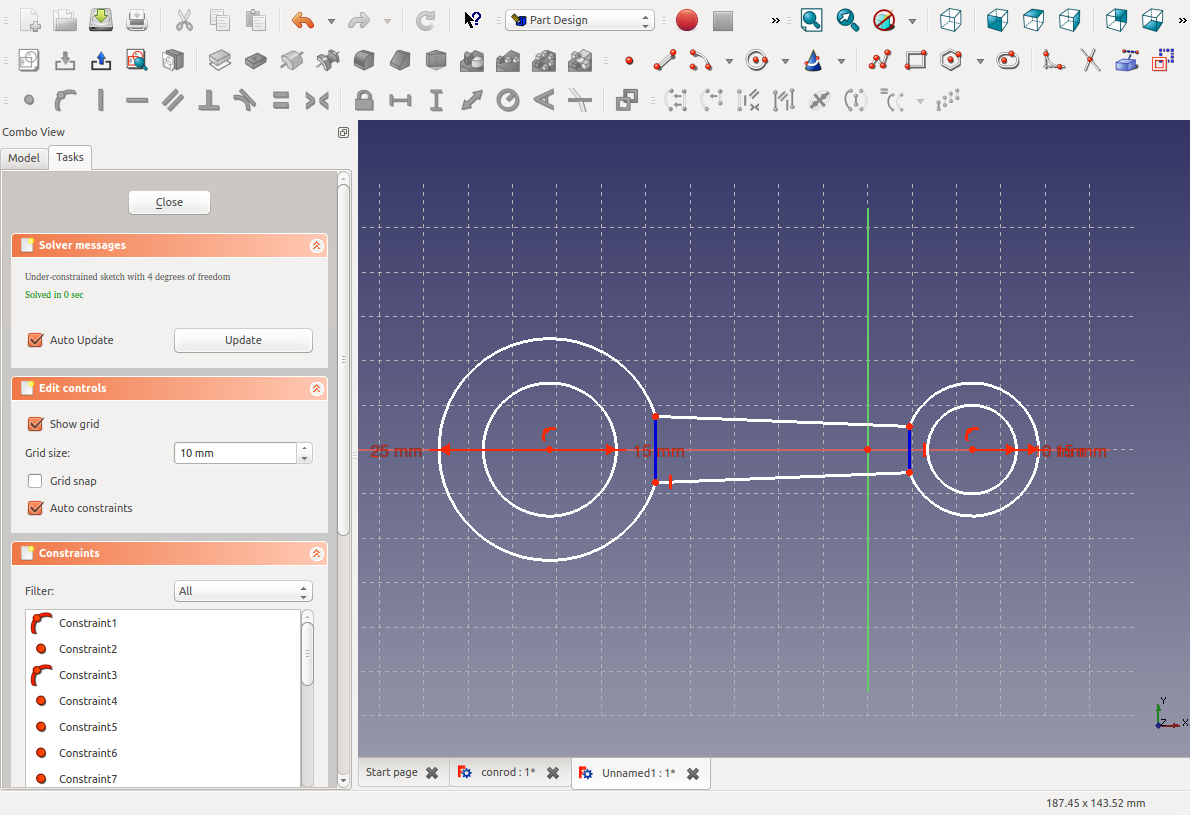 Part Design
»
»
Combo View
Model
Tasks
Close
Solver messages
Under-constrained sketch with 4 degrees of freedom
Solved in 0 sec
Auto Update
Update
Edit controls
Show grid
Grid size:
10 mm
Grid snap
Auto constraints
Constraints
Filter:
All
Constraint1
Constraint2
Constraint3
Constraint4
Constraint5
Constraint6
Constraint7
25 mm
15 mm
Y
Z
X
Start page
conrod : 1*
Unnamed1 : 1*
187.45 x 143.52 mm